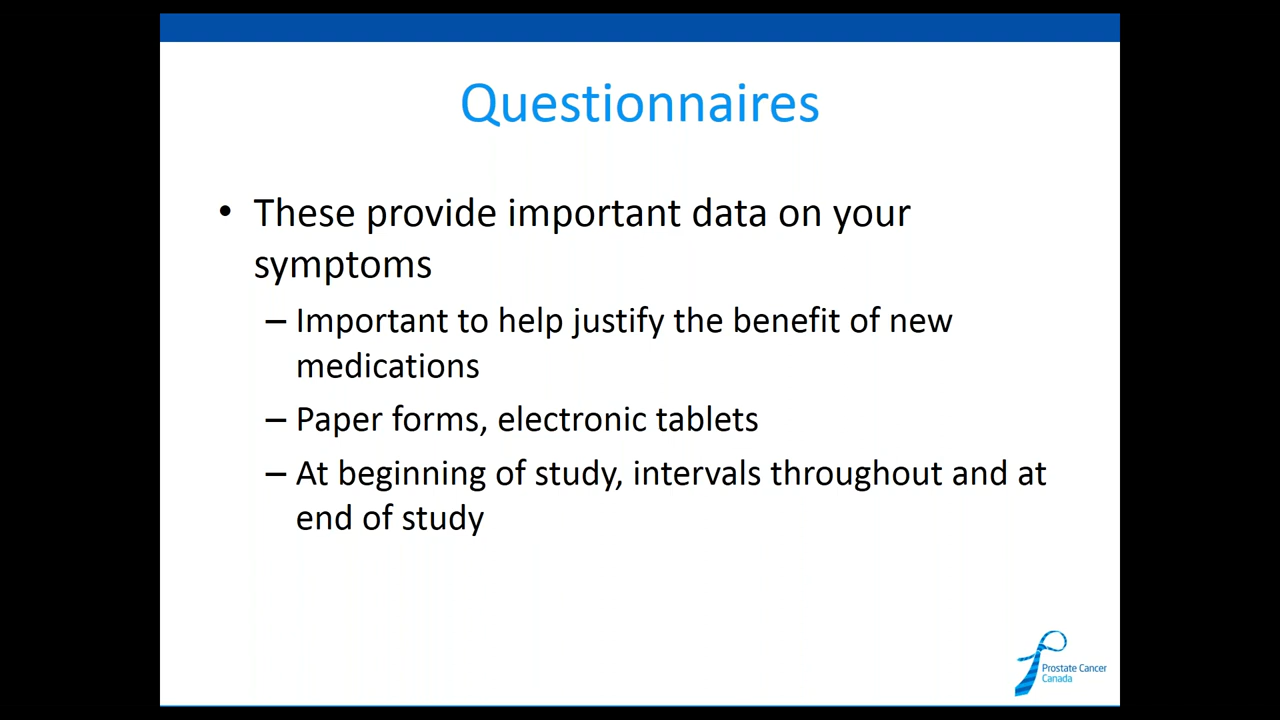 Questionnaires
• These provide important data on your
symptoms
– Important to help justify the benefit of new
medications
– Paper forms, electronic tablets
– At beginning of study, intervals throughout and at
end of study
Prostate Cancer
Canada